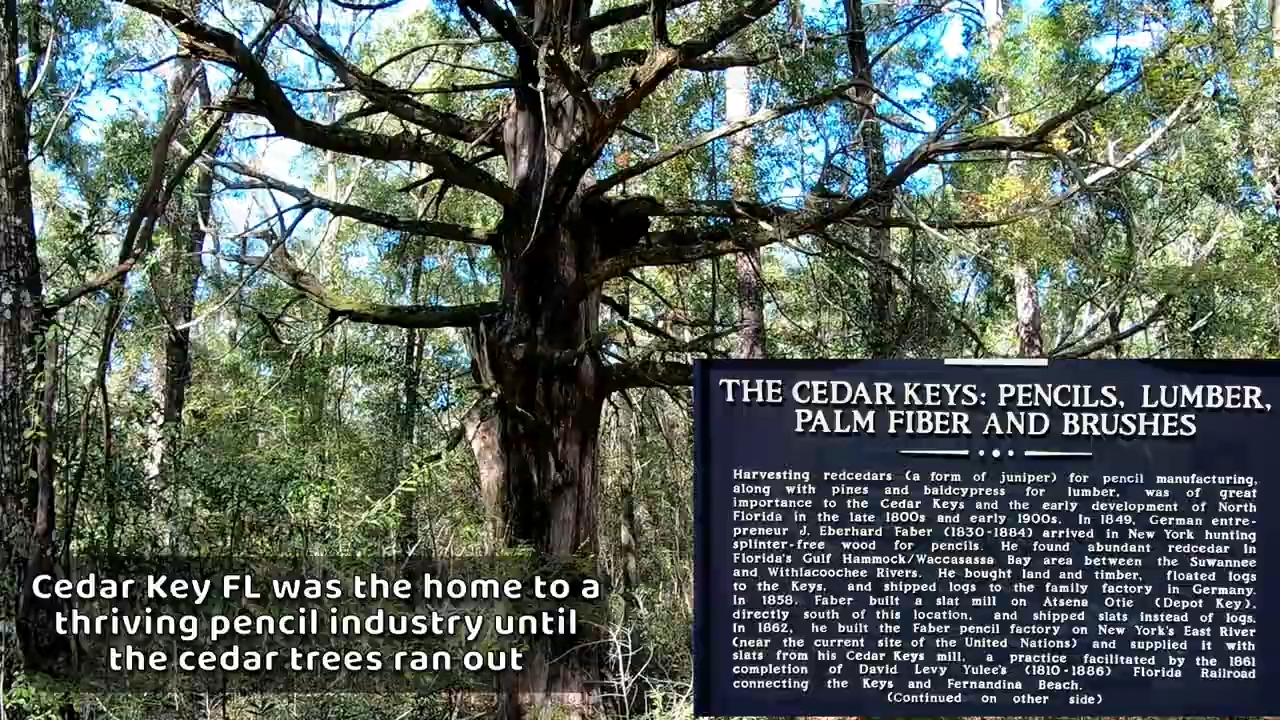 Cedar Key FL was the home to a
thriving pencil industry until
the cedar trees ran out
THE CEDAR KEYS: PENCILS, LUMBER,
PALM FIBER AND BRUSHES
Harvesting redcedars (a form of juniper) for pencil manufacturing,
along with pines and baldcypress for lumber, was of great
importance to the Cedar Keys and the early development of North
Florida in the late 1800s and early 1900s. In 1849, German entre-
preneur J. Eberhard Faber (1830-1884) arrived in New York hunting
splinter-free wood for pencils. He found abundant redcedar in
Florida's Gulf Hammock/Waccasassa Bay area between the Suwannee
and Withlacoochee Rivers. He bought land and timber, floated logs
to the Keys, and shipped logs to the family factory in Germany.
In 1858, Faber built a slat mill on Atsena Otie (Depot Key),
directly south of this location, and shipped slats instead of logs.
In 1862, he built the Faber pencil factory on New York's East River
(near the current site of the United Nations) and supplied it with
slats from his Cedar Keys mill, a practice facilitated by the 1861
completion of David Levy Yulee's (1810-1886) Florida Railroad
connecting the Keys and Fernandina Beach.
(Continued on other side)